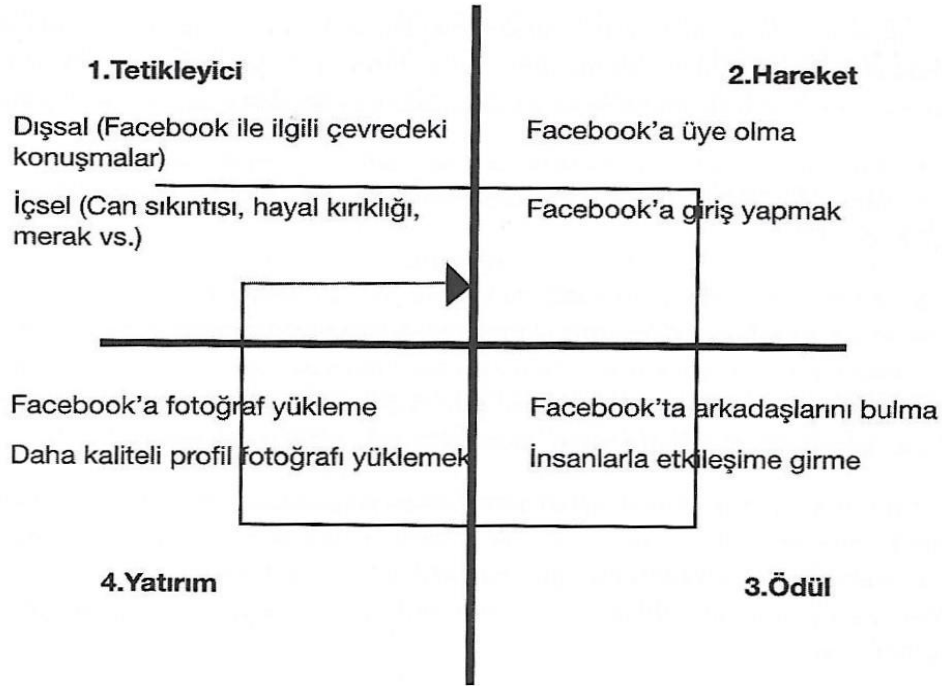 1.Tetikleyici
Dışsal (Facebook ile ilgili çevredeki
konuşmalar)
İçsel (Can sıkıntısı, hayal kırıklığı,
merak vs.)
2.Hareket
Facebook’a üye olma
Facebook’a giriş yapmak
Facebook’ta arkadaşlarını bulma
İnsanlarla etkileşime girme
3.Ödül
Facebook’a fotoğraf yükleme
Daha kaliteli profil fotoğrafı yüklemek
4.Yatırım